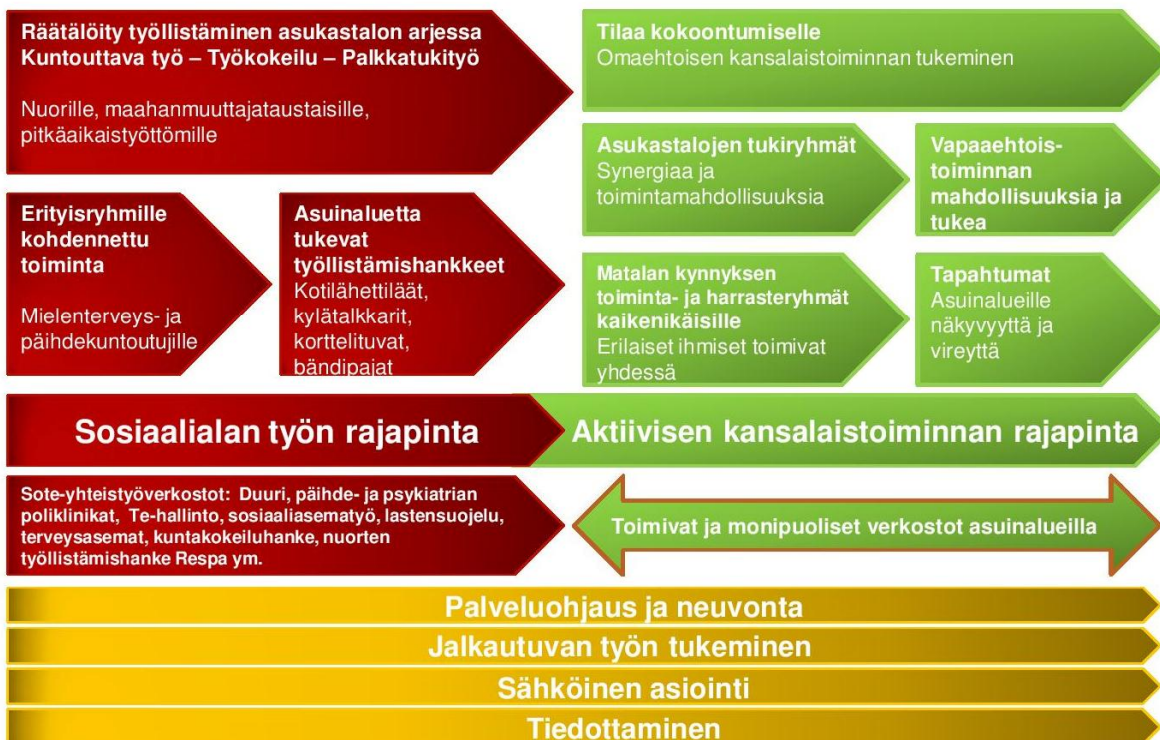 Räätälöity työllistäminen asukastalon arjessa
Kuntouttava työ – Työkokeilu – Palkkatukityö
Nuorille, maahanmuuttajataustaisille,
pitkäaikaistyöttömille
Tilaa kokoontumiselle
Omaehtoisen kansalaistoiminnan tukeminen
Asukastalojen tukiryhmät
Synergiaa ja
toimintamahdollisuuksia
Vapaaehtois-
toiminnan
mahdollisuuksia ja
tukea
Erityisryhmille
kohdennettu
toiminta
Mielenterveys- ja
päihdekuntoutujille
Asuinaluetta
tukevat
työllistämishankkeet
Kotilähettiläät,
kylätalkkarit,
korttelituvat,
bändipajat
Matalan kynnyksen
toiminta- ja harrasteryhmät
kaikenikäisille
Erilaiset ihmiset toimivat
yhdessä
Tapahtumat
Asuinalueille
näkyvyyttä ja
vireyttä
Sosiaalialan työn rajapinta
Aktiivisen kansalaistoiminnan rajapinta
Sote-yhteistyöverkostot: Duuri, päihde- ja psykiatrian
poliklinikat, Te-hallinto, sosiaaliasematyö, lastensuojelu,
terveysasemat, kuntakokeiluhanke, nuorten
työllistämishanke Respa ym.
Toimivat ja monipuoliset verkostot asuinalueilla
Palveluohjaus ja neuvonta
Jalkautuvan työn tukeminen
Sähköinen asiointi
Tiedottaminen